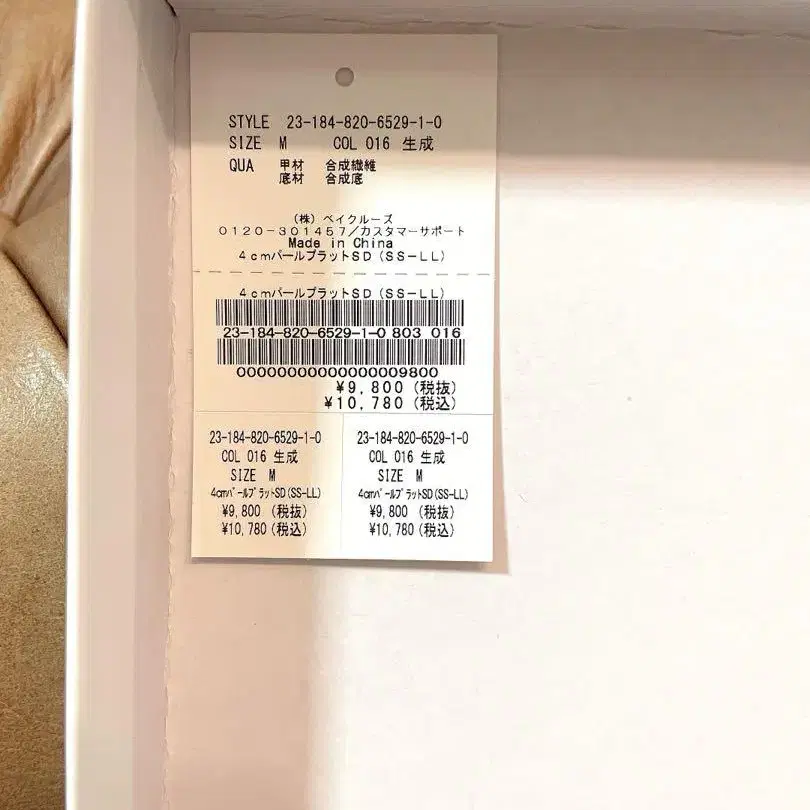 STYLE 23-184-820-6529-1-0
SIZE M COL 016 生成
QUA 甲材 合成繊維
底材 合成底
(株) ベイクルーズ
0120-301457/カスタマーサポート
Made in China
4cmパールプラットSD(SS-LL)
4cmパールプラットSD(SS-LL)
23-184-820-6529-1-0 803 016
00000000000000009800
¥9,800(税抜)
¥10,780(税込)
23-184-820-6529-1-0
COL 016 生成
SIZE M
4cmパールプラットSD(SS-LL)
¥9,800 (税抜)
¥10,780(税込)
23-184-820-6529-1-0
COL 016 生成
SIZE M
4cmパールプラットSD(SS-LL)
¥9,800 (税抜)
¥10,780(税込)